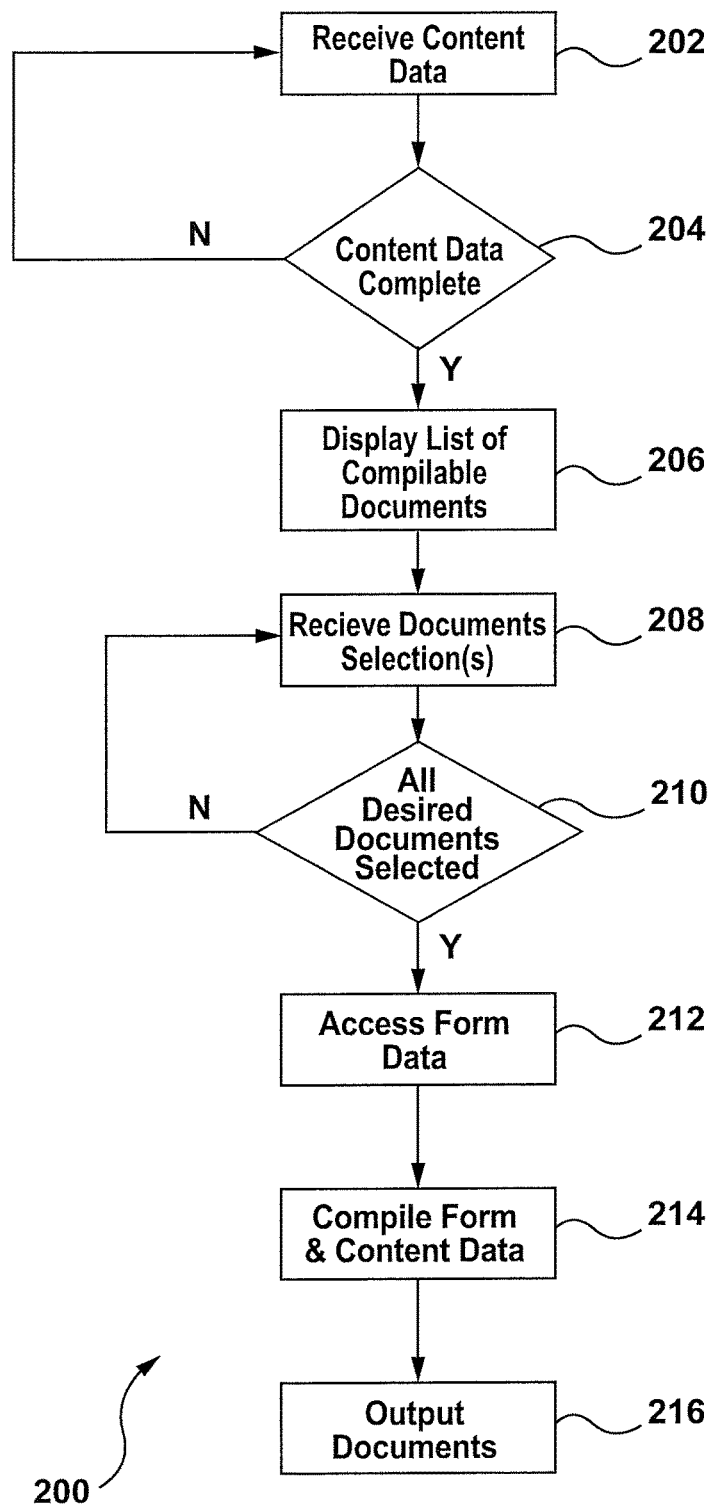 Receive Content
Data
202
Content Data
Complete
204
N
Y
Display List of
Compilable
Documents
206
Recieve Documents
Selection(s)
208
All
Desired
Documents
Selected
210
N
Y
Access Form
Data
212
Compile Form
& Content Data
214
Output
Documents
216
200